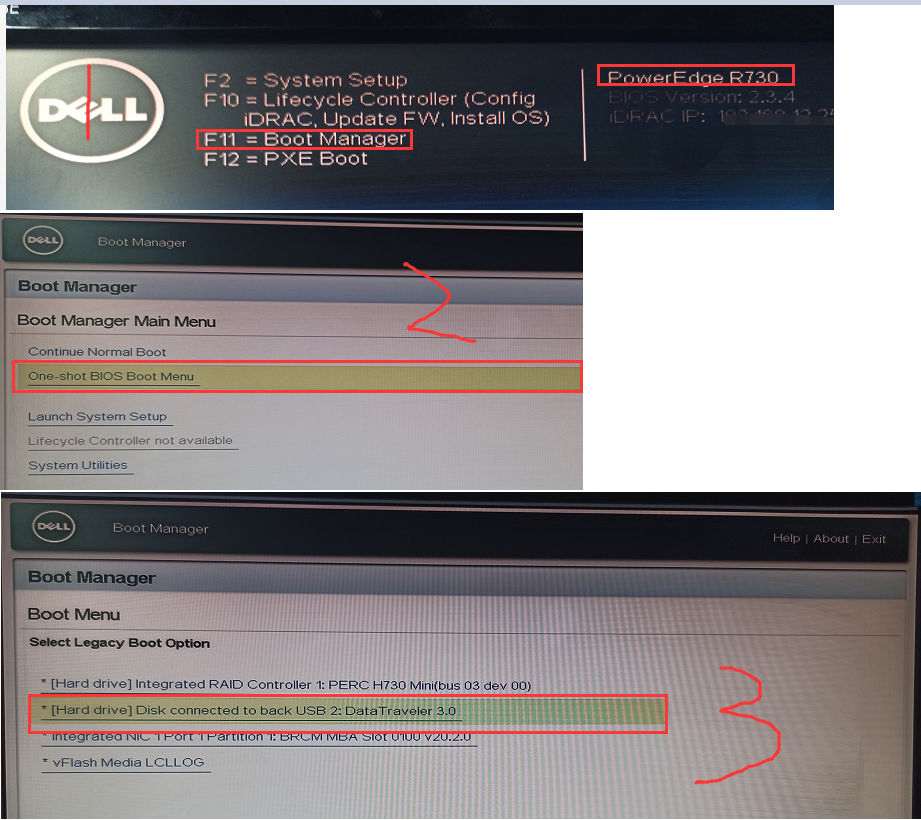 DELL
F2 = System Setup
F10 = Lifecycle Controller (Config
iDRAC, Update FW, Install OS)
F11 = Boot Manager
F12 = PXE Boot
PowerEdge R730
BIOS Version: 2.3.4
iDRAC IP:
DELL Boot Manager
2
Boot Manager
Boot Manager Main Menu
Continue Normal Boot
One-shot BIOS Boot Menu
Launch System Setup
Lifecycle Controller not available
System Utilities
DELL Boot Manager
Help | About | Exit
Boot Manager
Boot Menu
Select Legacy Boot Option
* [Hard drive] Integrated RAID Controller 1: PERC H730 Mini(bus 03 dev 00)
3
* [Hard drive] Disk connected to back USB 2: DataTraveler 3.0
* Integrated NIC 1 Port 1 Partition 1: BRCM MBA Slot 0100 v20.2.0
* vFlash Media LCLLOG